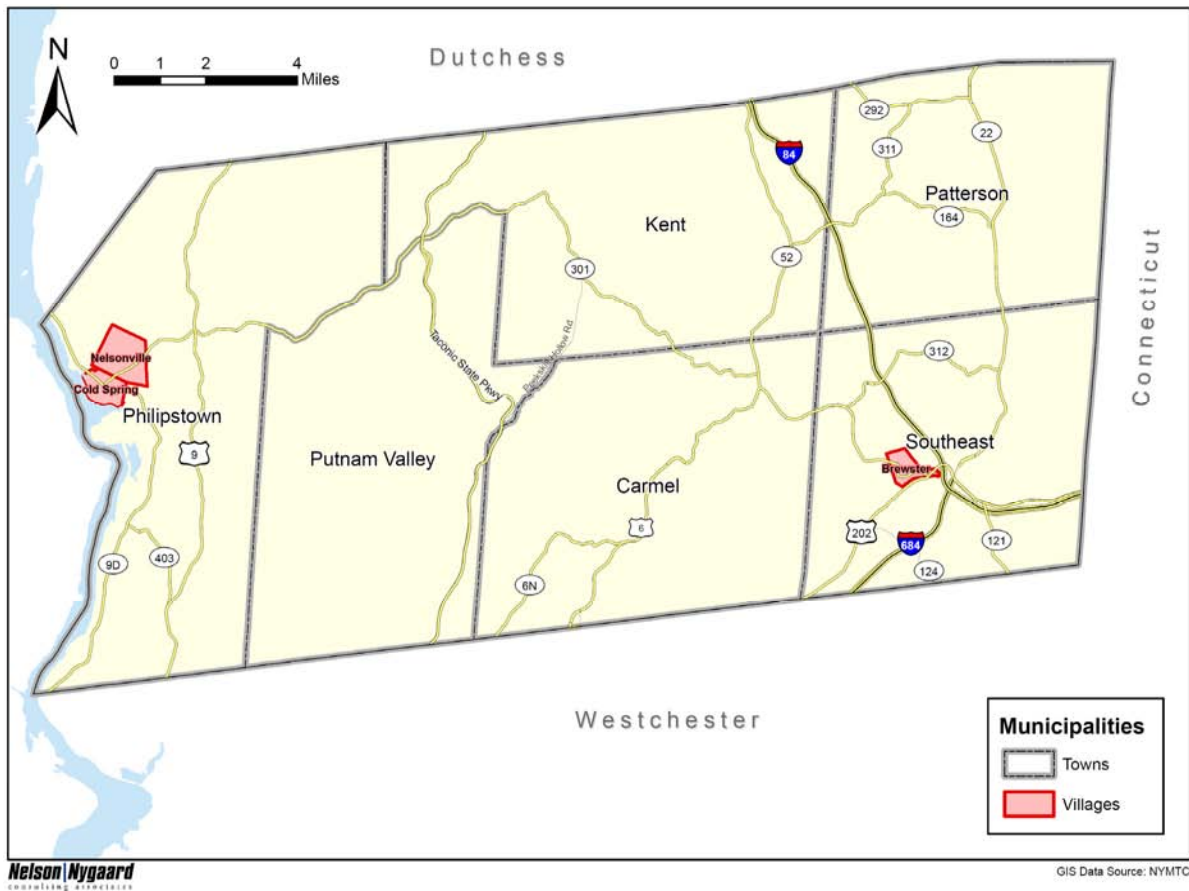 N
0 1 2 4
Miles
Dutchess
292
22
84
311
Patterson
Kent
164
52
301
Connecticut
Taconic State Pkwy
312
Nelsonville
Cold Spring
Philipstown
9
Putnam Valley
Southeast
Brewster
Carmel
6
202
684
121
403
9D
6N
124
Westchester
Municipalities
Towns
Villages
Nelson|Nygaard
consulting associates
GIS Data Source: NYMTC